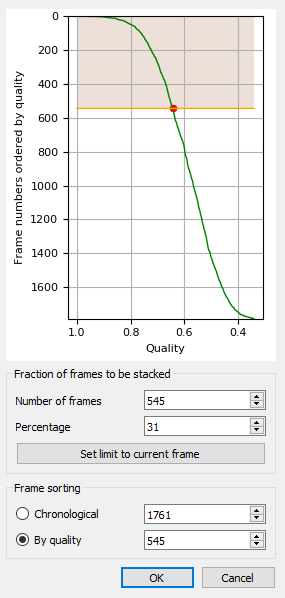 0
200
400
600
800
1000
1200
1400
1600
Frame numbers ordered by quality
1.0 0.8 0.6 0.4
Quality
Fraction of frames to be stacked
Number of frames 545
Percentage 31
Set limit to current frame
Frame sorting
Chronological 1761
By quality 545
OK Cancel